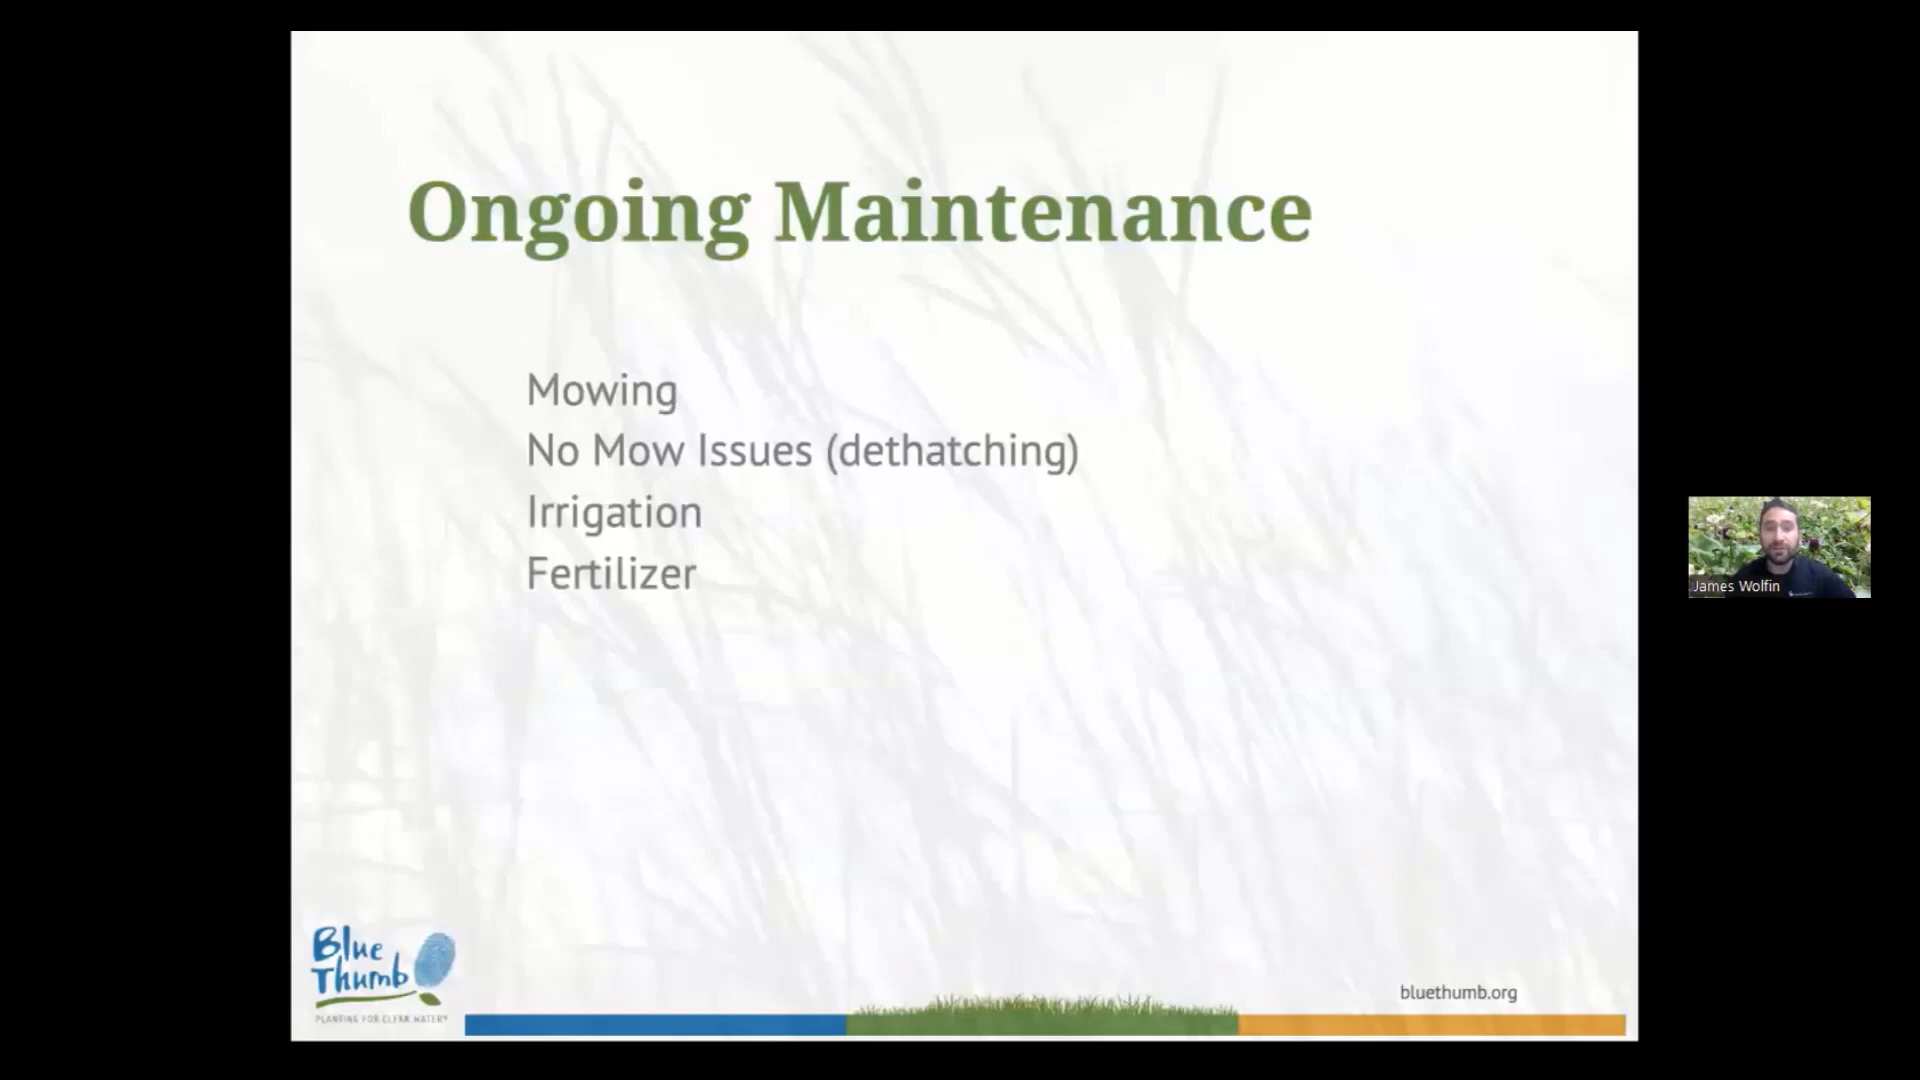 Ongoing Maintenance
Mowing
No Mow Issues (dethatching)
Irrigation
Fertilizer
James Wolfin
Blue
Thumb
PLANTING FOR CLEAN WATER
bluethumb.org